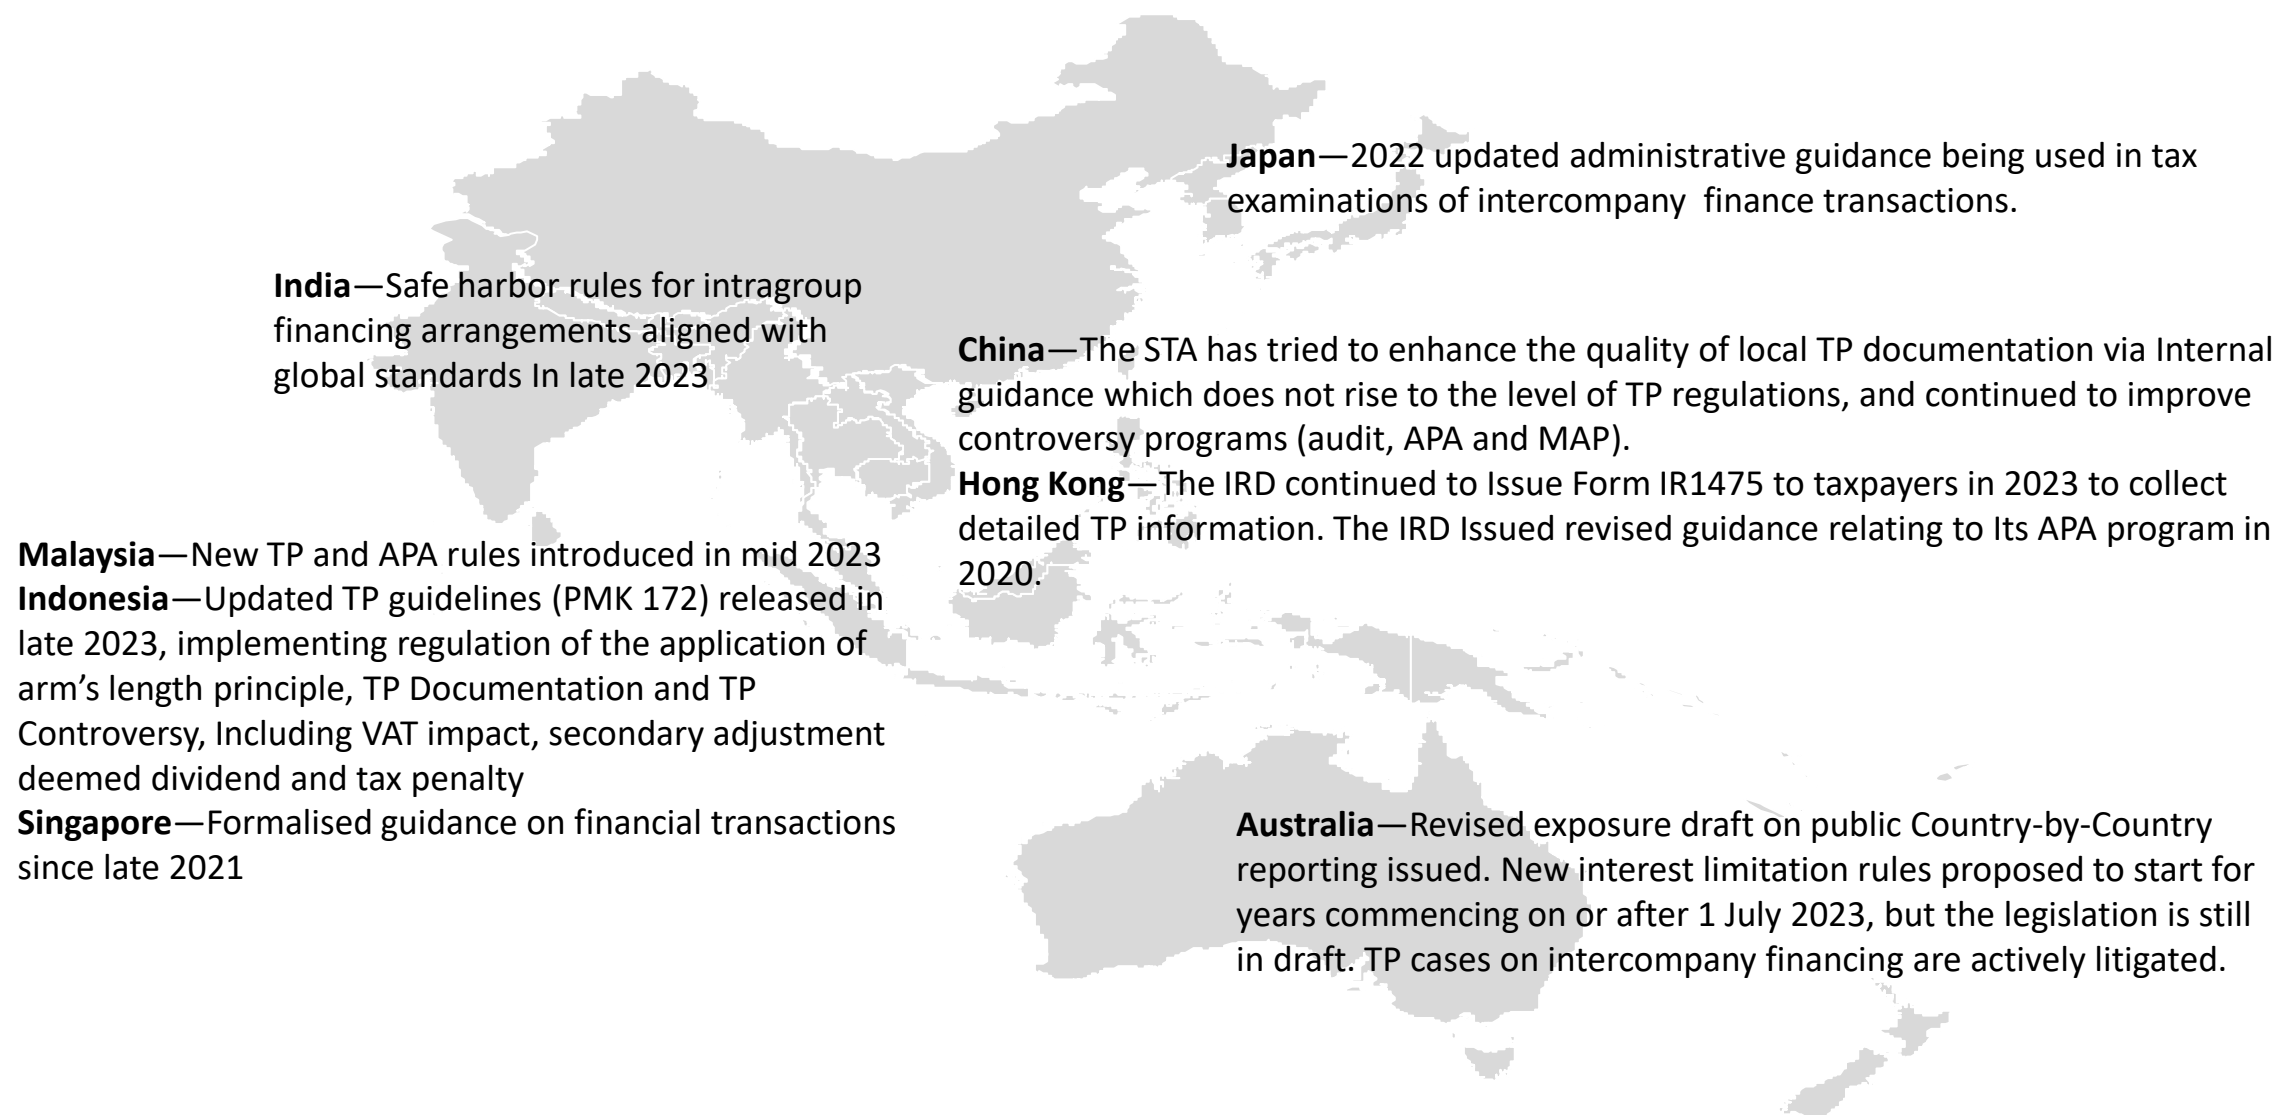 Japan—2022 updated administrative guidance being used in tax
examinations of intercompany  finance transactions.
India—Safe harbor rules for intragroup
financing arrangements aligned with
global standards In late 2023
China—The STA has tried to enhance the quality of local TP documentation via Internal
guidance which does not rise to the level of TP regulations, and continued to improve
controversy programs (audit, APA and MAP).
Hong Kong—The IRD continued to Issue Form IR1475 to taxpayers in 2023 to collect
detailed TP information. The IRD Issued revised guidance relating to Its APA program in
2020.
Malaysia—New TP and APA rules introduced in mid 2023
Indonesia—Updated TP guidelines (PMK 172) released in
late 2023, implementing regulation of the application of
arm’s length principle, TP Documentation and TP
Controversy, Including VAT impact, secondary adjustment
deemed dividend and tax penalty
Singapore—Formalised guidance on financial transactions
since late 2021
Australia—Revised exposure draft on public Country-by-Country
reporting issued. New interest limitation rules proposed to start for
years commencing on or after 1 July 2023, but the legislation is still
in draft. TP cases on intercompany financing are actively litigated.